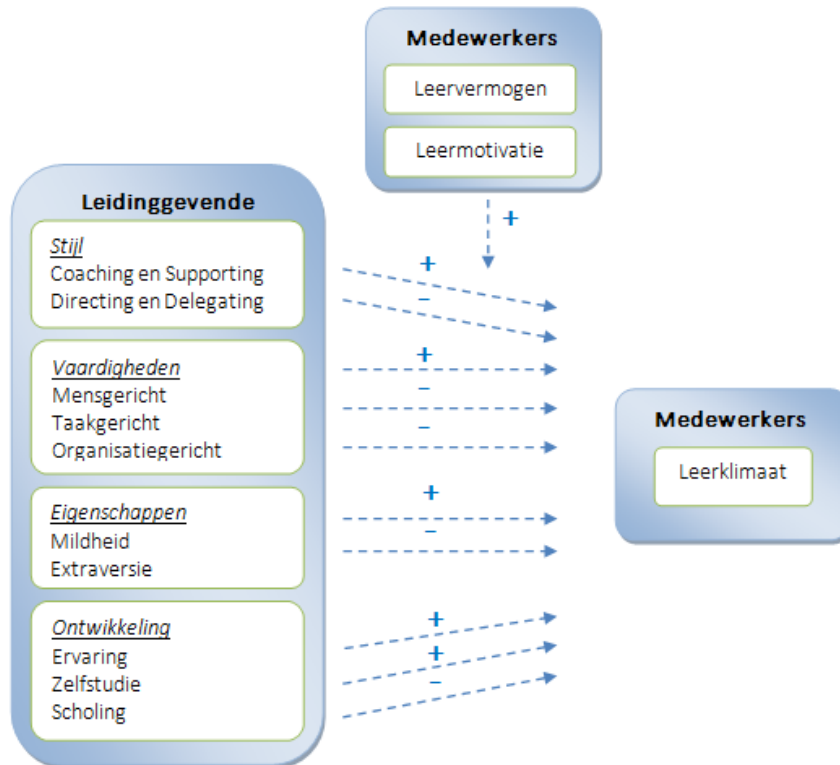 Medewerkers
Leervermogen
Leermotivatie
+
Leidinggevende
Stijl
Coaching en Supporting
Directing en Delegating
+
-
Vaardigheden
Mensgericht
Taakgericht
Organisatiegericht
+
-
-
Medewerkers
Leerklimaat
Eigenschappen
Mildheid
Extraversie
+
-
Ontwikkeling
Ervaring
Zelfstudie
Scholing
+
+
-